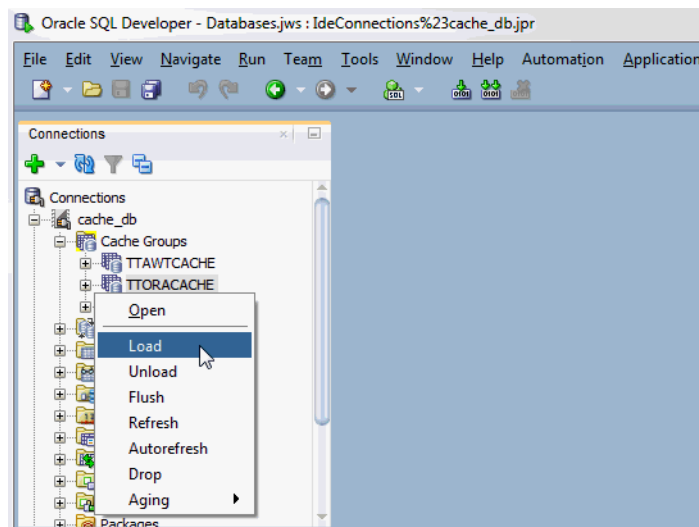 Oracle SQL Developer - Databases.jws : IdeConnections%23cache_db.jpr
File Edit View Navigate Run Team Tools Window Help Automation Application
Connections
Connections
cache_db
Cache Groups
TTAWTCACHE
TTORACACHE
Open
Load
Unload
Flush
Refresh
Autorefresh
Drop
Aging
Packages